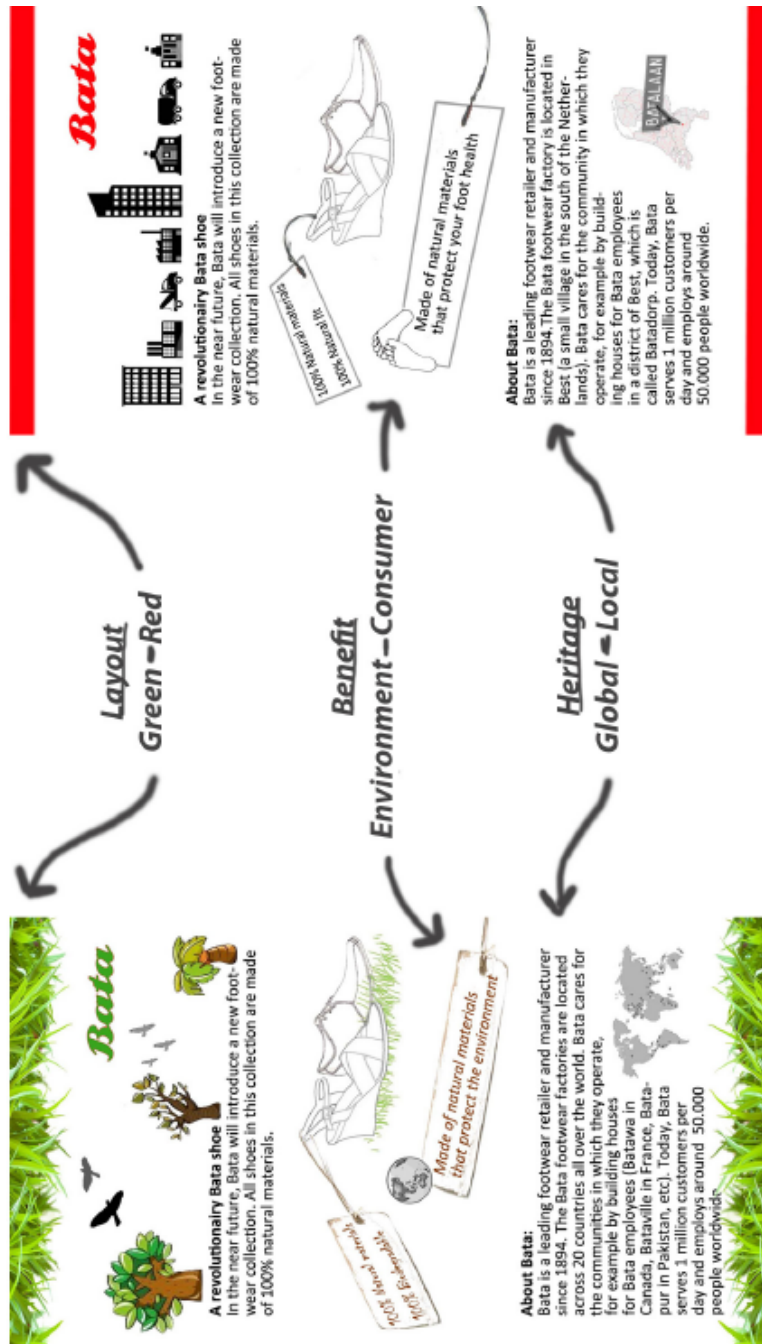 Bata
A revolutionairy Bata shoe
In the near future, Bata will introduce a new foot-
wear collection. All shoes in this collection are made
of 100% natural materials.
100% Natural materials
100% Biodegradable
Made of natural materials
that protect the environment
About Bata:
Bata is a leading footwear retailer and manufacturer
since 1894. The Bata footwear factories are located
across 20 countries all over the world. Bata cares for
the communities in which they operate,
for example by building houses
for Bata employees (Batawa in
Canada, Bataville in France, Bata-
pur in Pakistan, etc). Today, Bata
serves 1 million customers per
day and employs around 50.000
people worldwide.
Layout
Green-Red
Benefit
Environment-Consumer
Heritage
Global-Local
Bata
A revolutionairy Bata shoe
In the near future, Bata will introduce a new foot-
wear collection. All shoes in this collection are made
of 100% natural materials.
100% Natural materials
100% Natural fit
Made of natural materials
that protect your foot health
About Bata:
Bata is a leading footwear retailer and manufacturer
since 1894. The Bata footwear factory is located in
Best (a small village in the south of the Nether-
lands). Bata cares for the community in which they
operate, for example by build-
ing houses for Bata employees
in a district of Best, which is
called Batadorp. Today, Bata
serves 1 million customers per
day and employs around
50.000 people worldwide.
BATALAAN